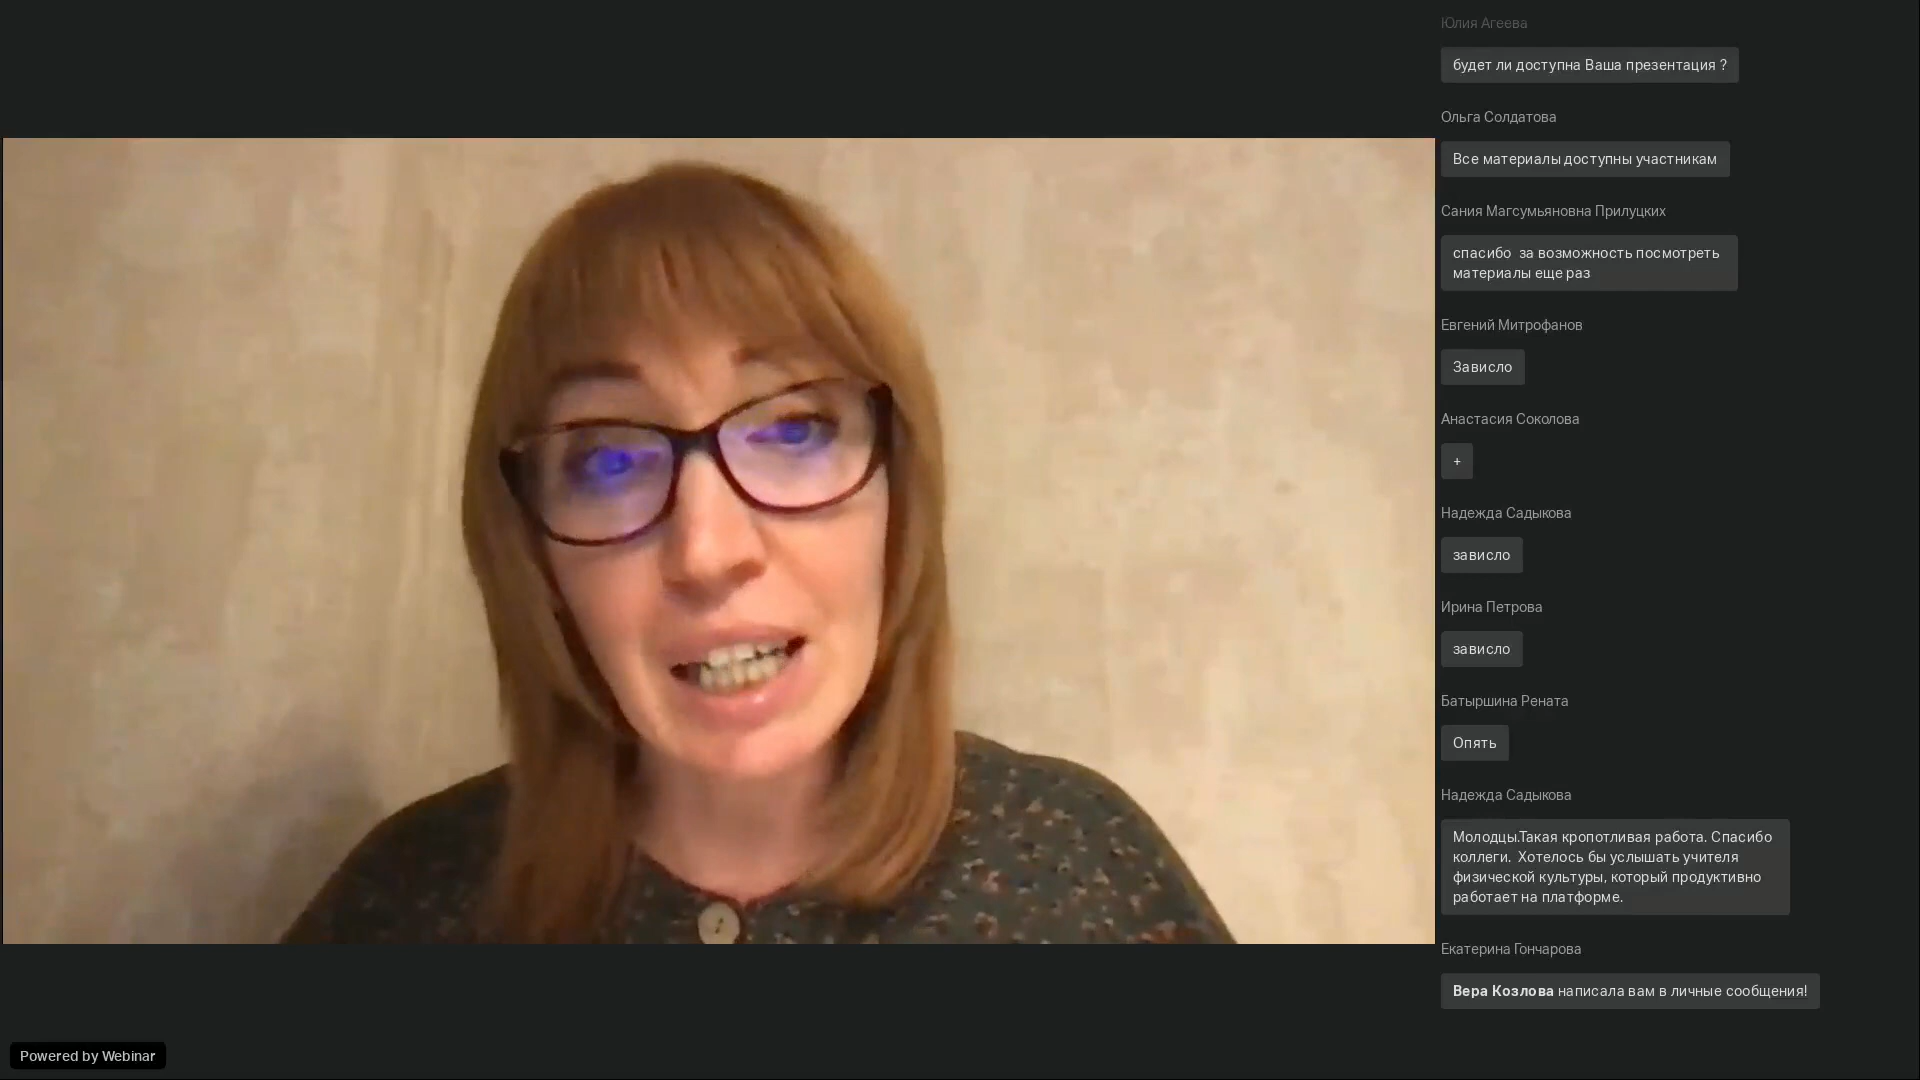 Юлия Агеева
будет ли доступна Ваша презентация ?
Ольга Солдатова
Все материалы доступны участникам
Сания Магсумьяновна Прилуцких
спасибо  за возможность посмотреть
материалы еще раз
Евгений Митрофанов
Зависло
Анастасия Соколова
+
Надежда Садыкова
зависло
Ирина Петрова
зависло
Батыршина Рената
Опять
Надежда Садыкова
Молодцы.Такая кропотливая работа. Спасибо
коллеги.  Хотелось бы услышать учителя
физической культуры, который продуктивно
работает на платформе.
Екатерина Гончарова
Вера Козлова написала вам в личные сообщения!
Powered by Webinar